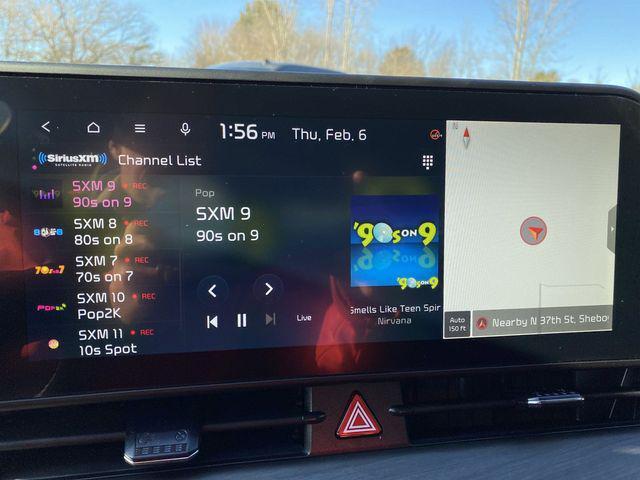 1:56 PM Thu, Feb. 6
SiriusXM
SATELLITE RADIO
Channel List
SXM 9 REC
90s on 9
SXM 8 REC
80s on 8
SXM 7 REC
70s on 7
SXM 10 REC
Pop2K
SXM 11 REC
10s Spot
Pop
SXM 9
90s on 9
Live
'90s ON 9
'90s ON 9
Smells Like Teen Spir
Nirvana
N
Auto
150 ft
Nearby N 37th St, Shebo